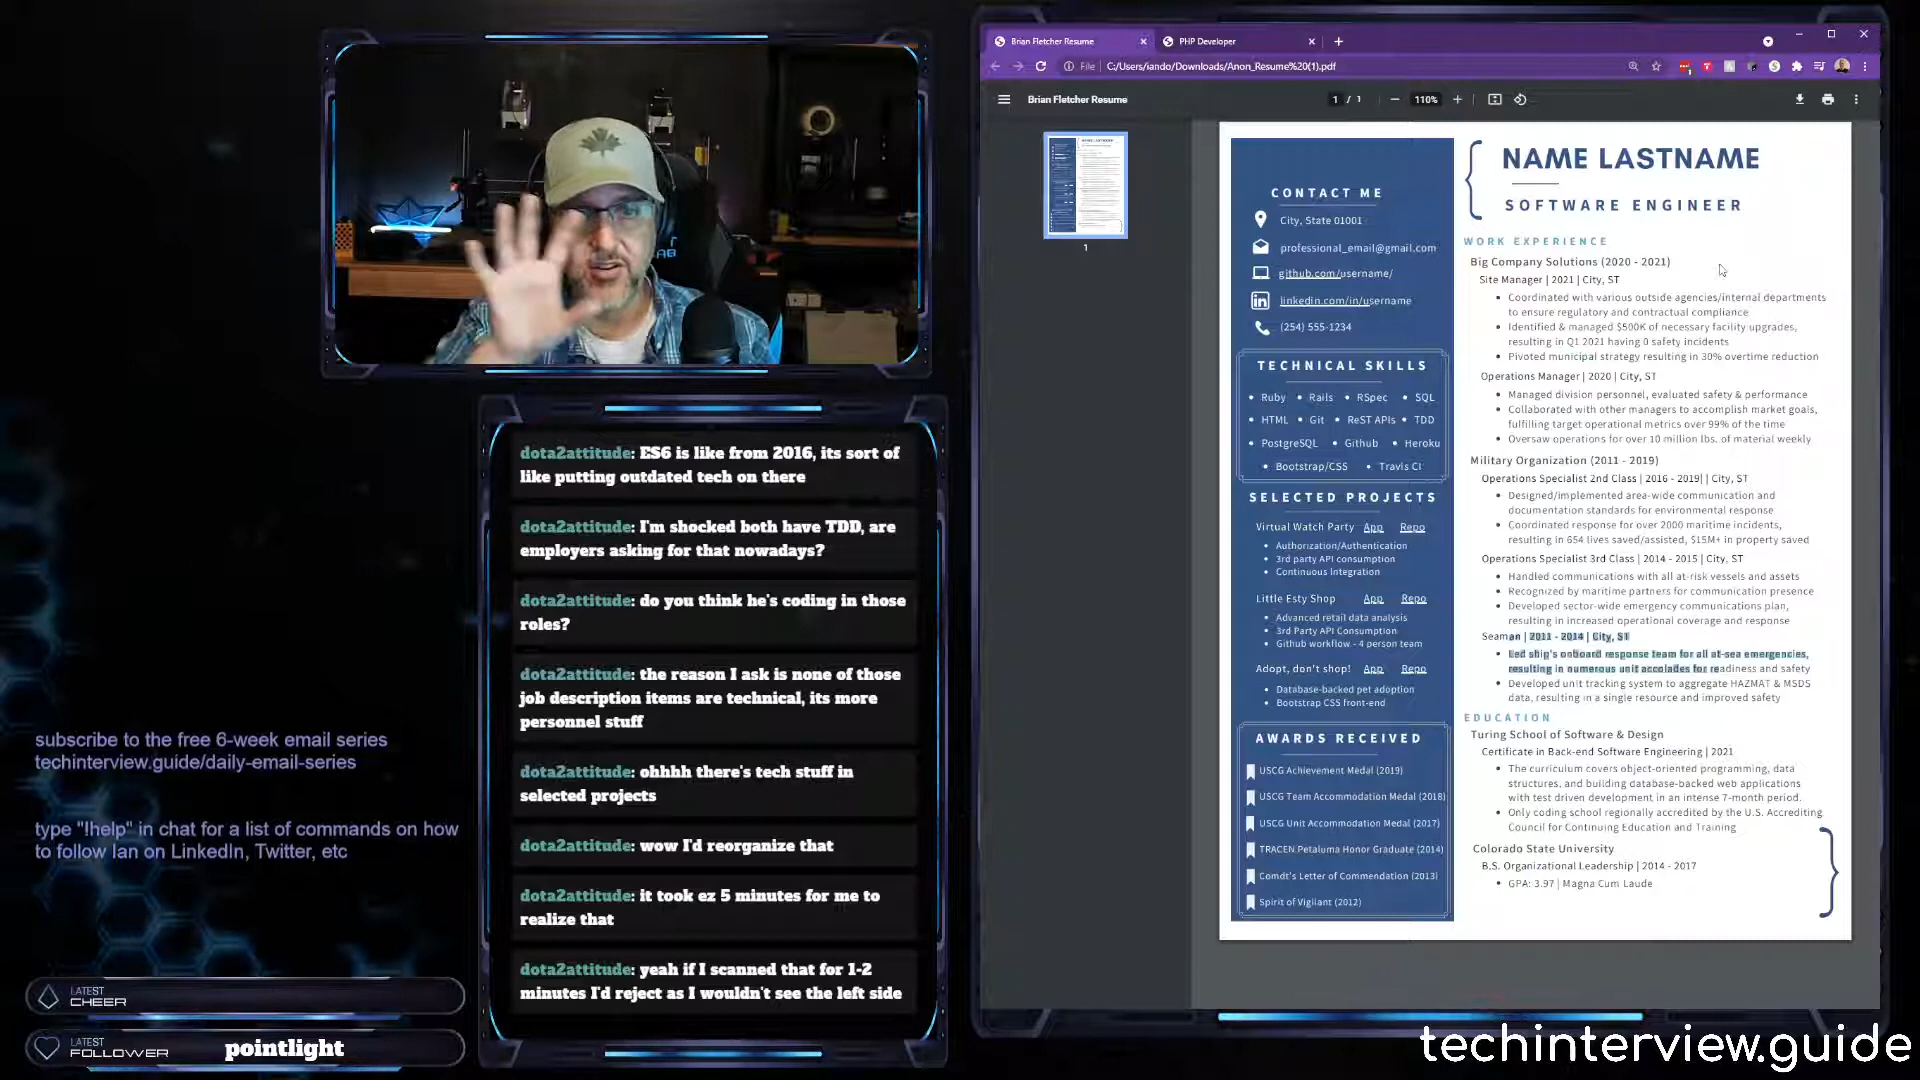 subscribe to the free 6-week email series
techinterview.guide/daily-email-series
type "!help" in chat for a list of commands on how
to follow Ian on LinkedIn, Twitter, etc
LATEST
CHEER
LATEST
FOLLOWER
pointlight
dota2attitude: ES6 is like from 2016, its sort of
like putting outdated tech on there
dota2attitude: I'm shocked both have TDD, are
employers asking for that nowadays?
dota2attitude: do you think he's coding in those
roles?
dota2attitude: the reason I ask is none of those
job description items are technical, its more
personnel stuff
dota2attitude: ohhhh there's tech stuff in
selected projects
dota2attitude: wow I'd reorganize that
dota2attitude: it took ez 5 minutes for me to
realize that
dota2attitude: yeah if I scanned that for 1-2
minutes I'd reject as I wouldn't see the left side
Brian Fletcher Resume
PHP Developer
File
C:/Users/iando/Downloads/Anon_Resume%20(1).pdf
Brian Fletcher Resume
1 / 1
110%
1
CONTACT ME
City, State 01001
professional_email@gmail.com
github.com/username/
linkedin.com/in/username
(254) 555-1234
TECHNICAL SKILLS
• Ruby • Rails • RSpec • SQL
• HTML • Git • ReST APIs • TDD
• PostgreSQL • Github • Heroku
• Bootstrap/CSS • Travis CI
SELECTED PROJECTS
Virtual Watch Party App Repo
• Authorization/Authentication
• 3rd party API consumption
• Continuous Integration
Little Esty Shop App Repo
• Advanced retail data analysis
• 3rd Party API Consumption
• Github workflow - 4 person team
Adopt, don't shop! App Repo
• Database-backed pet adoption
• Bootstrap CSS front-end
AWARDS RECEIVED
USCG Achievement Medal (2019)
USCG Team Accommodation Medal (2018)
USCG Unit Accommodation Medal (2017)
TRACEN Petaluma Honor Graduate (2014)
Comdt's Letter of Commendation (2013)
Spirit of Vigilant (2012)
NAME LASTNAME
SOFTWARE ENGINEER
WORK EXPERIENCE
Big Company Solutions (2020 - 2021)
Site Manager | 2021 | City, ST
• Coordinated with various outside agencies/internal departments
to ensure regulatory and contractual compliance
• Identified & managed $500K of necessary facility upgrades,
resulting in Q1 2021 having 0 safety incidents
• Pivoted municipal strategy resulting in 30% overtime reduction
Operations Manager | 2020 | City, ST
• Managed division personnel, evaluated safety & performance
• Collaborated with other managers to accomplish market goals,
fulfilling target operational metrics over 99% of the time
• Oversaw operations for over 10 million lbs. of material weekly
Military Organization (2011 - 2019)
Operations Specialist 2nd Class | 2016 - 2019| | City, ST
• Designed/implemented area-wide communication and
documentation standards for environmental response
• Coordinated response for over 2000 maritime incidents,
resulting in 654 lives saved/assisted, $15M+ in property saved
Operations Specialist 3rd Class | 2014 - 2015 | City, ST
• Handled communications with all at-risk vessels and assets
• Recognized by maritime partners for communication presence
• Developed sector-wide emergency communications plan,
resulting in increased operational coverage and response
Seaman | 2011 - 2014 | City, ST
• Led ship's onboard response team for all at-sea emergencies,
resulting in numerous unit accolades for readiness and safety
• Developed unit tracking system to aggregate HAZMAT & MSDS
data, resulting in a single resource and improved safety
EDUCATION
Turing School of Software & Design
Certificate in Back-end Software Engineering | 2021
• The curriculum covers object-oriented programming, data
structures, and building database-backed web applications
with test driven development in an intense 7-month period.
• Only coding school regionally accredited by the U.S. Accrediting
Council for Continuing Education and Training
Colorado State University
B.S. Organizational Leadership | 2014 - 2017
• GPA: 3.97 | Magna Cum Laude
techinterview.guide